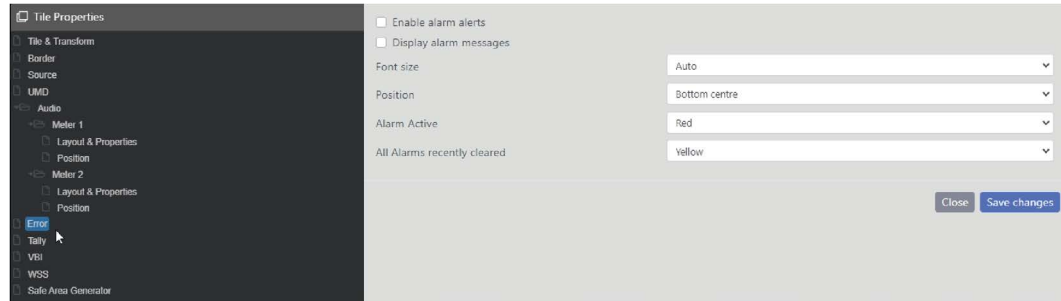 Tile Properties
Tile & Transform
Border
Source
UMD
Audio
Meter 1
Layout & Properties
Position
Meter 2
Layout & Properties
Position
Error
Tally
VBI
WSS
Safe Area Generator
Enable alarm alerts
Display alarm messages
Font size Auto
Position Bottom centre
Alarm Active Red
All Alarms recently cleared Yellow
Close Save changes